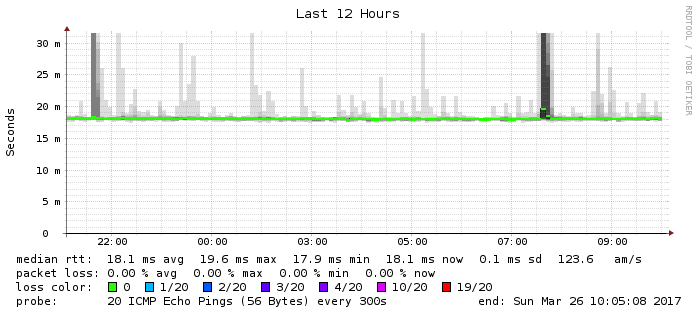 Last 12 Hours
RRDTOOL / TOBI OETIKER
Seconds
30 m
25 m
20 m
15 m
10 m
5 m
0
22:00 00:00 03:00 05:00 07:00 09:00
median rtt: 18.1 ms avg 19.6 ms max 17.9 ms min 18.1 ms now 0.1 ms sd 123.6 am/s
packet loss: 0.00 % avg 0.00 % max 0.00 % min 0.00 % now
loss color: 0 1/20 2/20 3/20 4/20 10/20 19/20
probe: 20 ICMP Echo Pings (56 Bytes) every 300s end: Sun Mar 26 10:05:08 2017